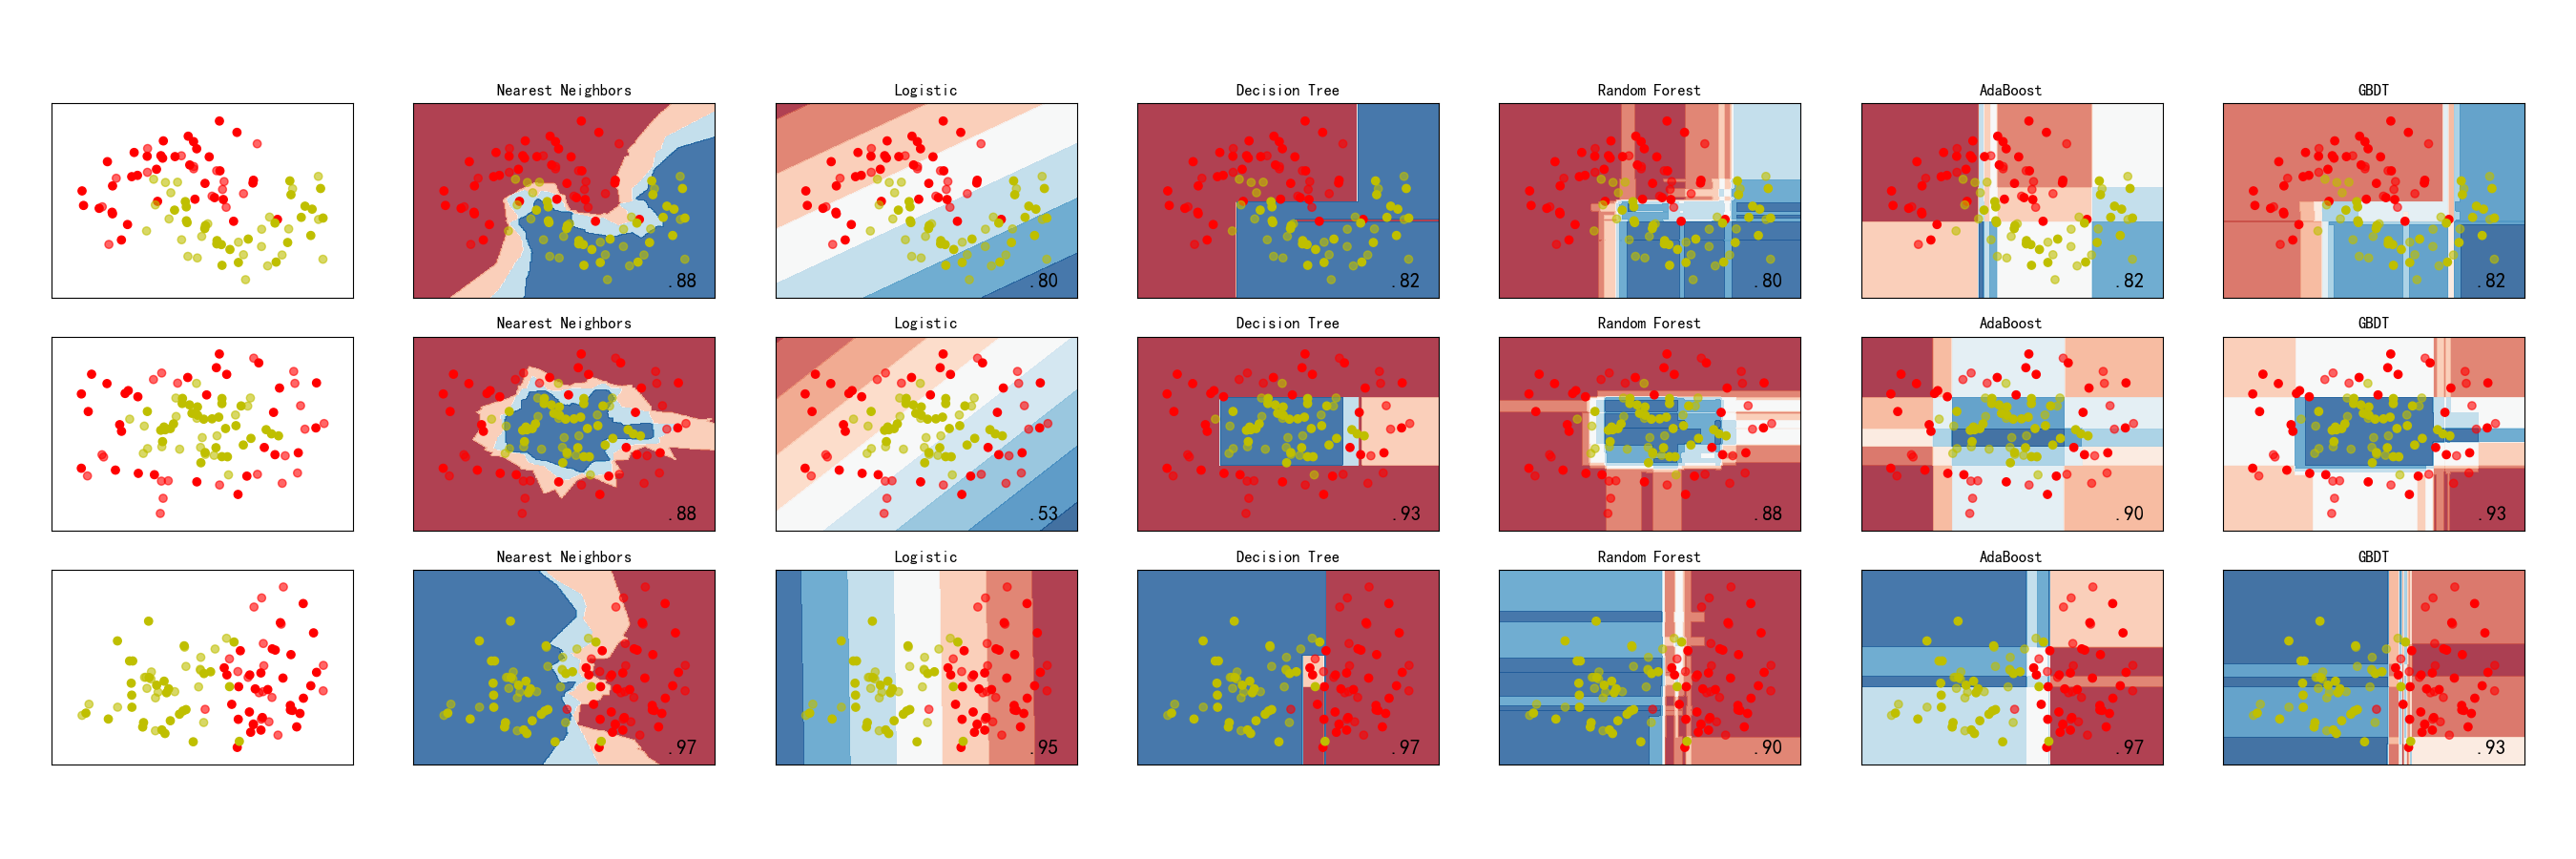 Nearest Neighbors Logistic Decision Tree Random Forest AdaBoost GBDT
.88 .80 .82 .80 .82 .82
Nearest Neighbors Logistic Decision Tree Random Forest AdaBoost GBDT
.88 .53 .93 .88 .90 .93
Nearest Neighbors Logistic Decision Tree Random Forest AdaBoost GBDT
.97 .95 .97 .90 .97 .93